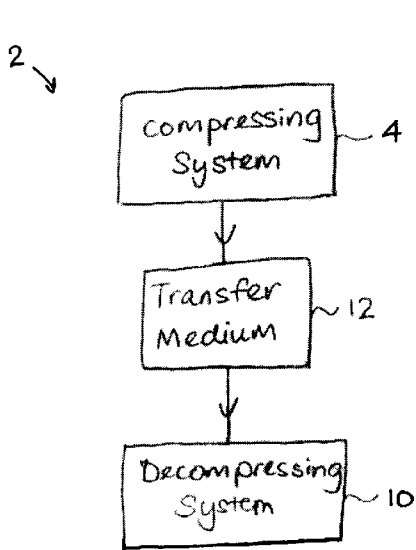 2
compressing
System
4
Transfer
Medium
12
Decompressing
System
10